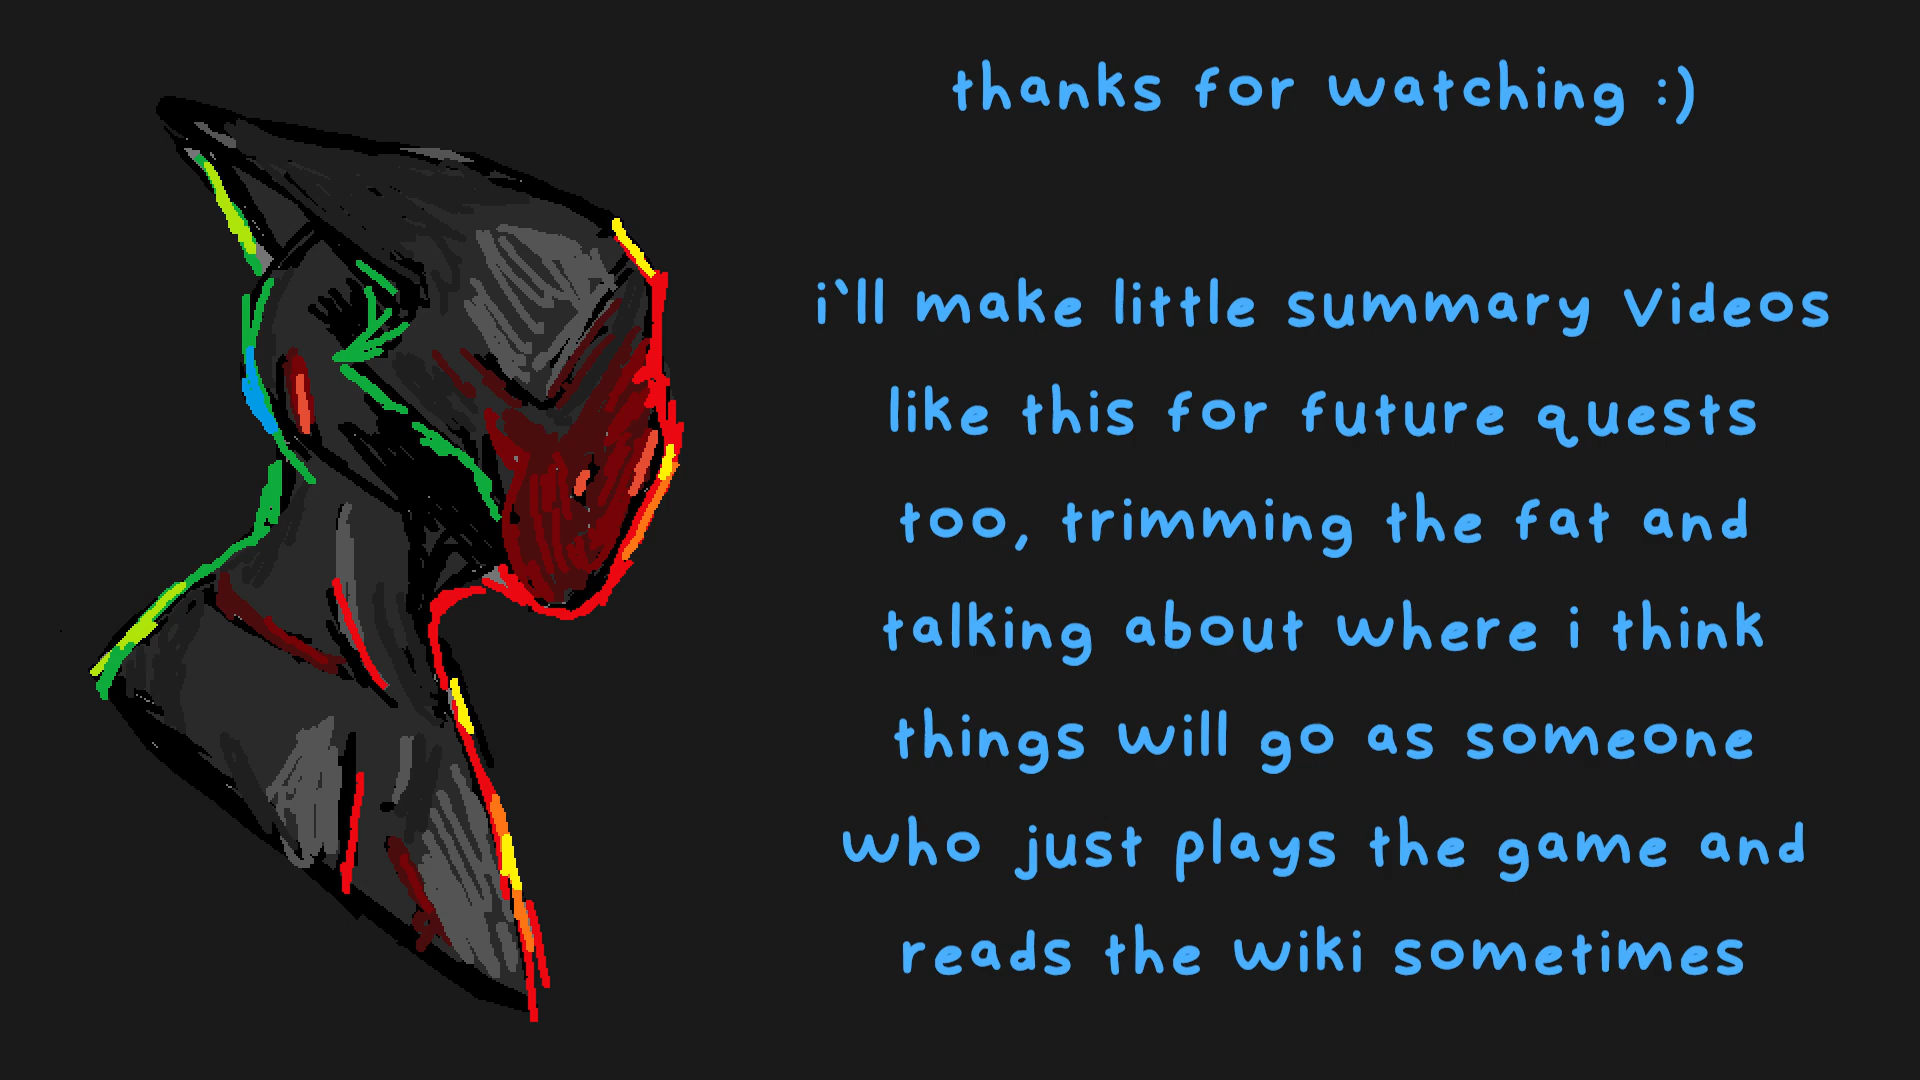 thanks for watching :)
i`ll make little summary videos
like this for future quests
too, trimming the fat and
talking about where i think
things will go as someone
who just plays the game and
reads the wiki sometimes